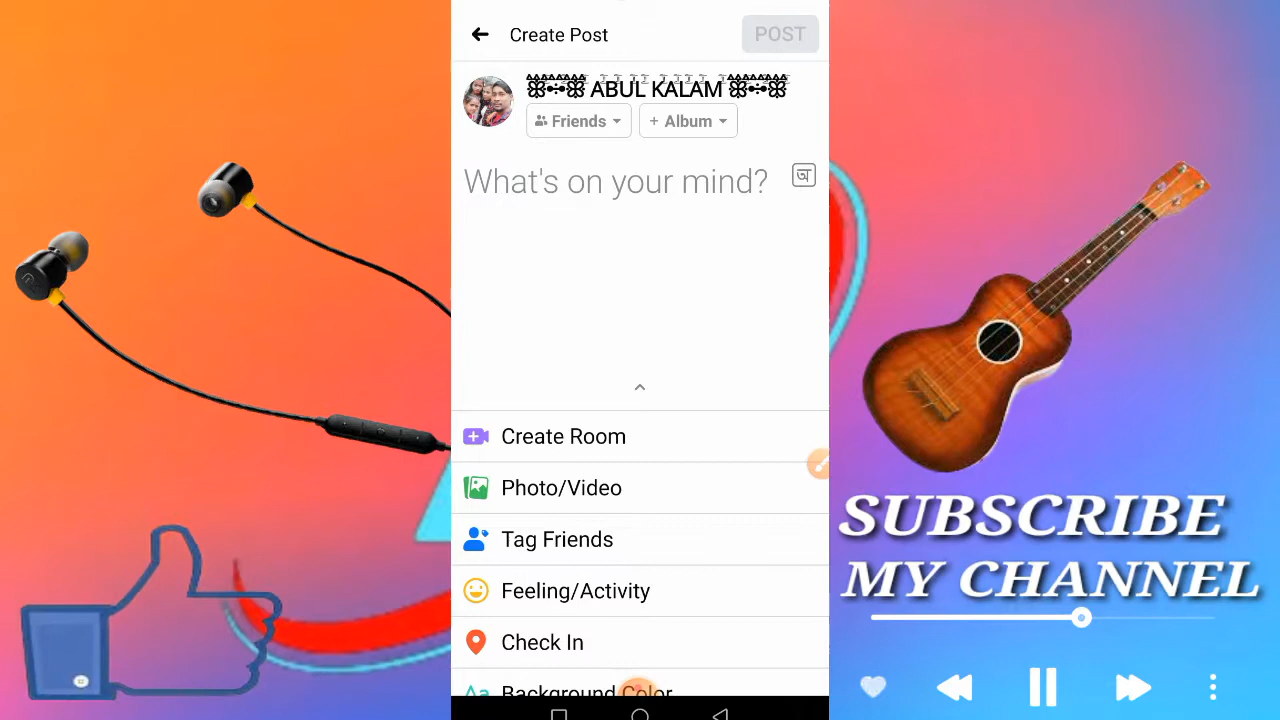 Create Post
POST
ꕥ༚ꕥ ABUL KALAM ꕥ༚ꕥ
Friends
+ Album
What's on your mind?
অ
Create Room
Photo/Video
Tag Friends
Feeling/Activity
Check In
Aa Background Color
SUBSCRIBE
MY CHANNEL